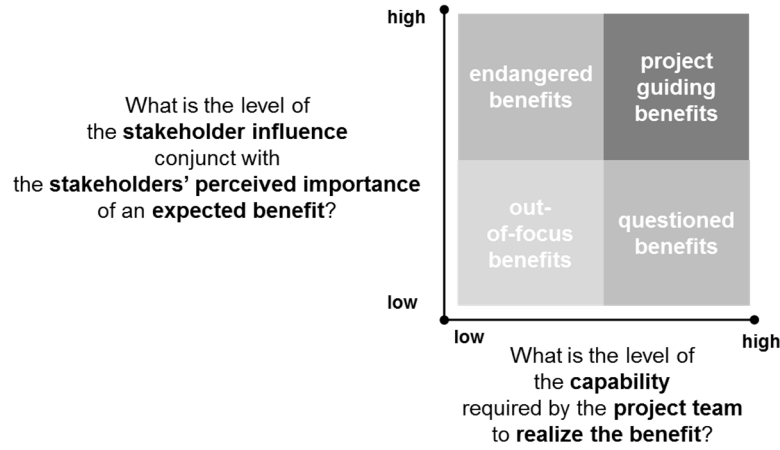 high
What is the level of
the stakeholder influence
conjunct with
the stakeholders’ perceived importance
of an expected benefit?
low
endangered
benefits
project
guiding
benefits
out-
of-focus
benefits
questioned
benefits
low
high
What is the level of
the capability
required by the project team
to realize the benefit?